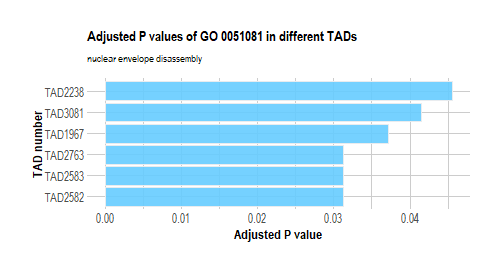 Adjusted P values of GO 0051081 in different TADs
nuclear envelope disassembly
TAD2238
TAD3081
TAD1967
TAD2763
TAD2583
TAD2582
TAD number
0.00 0.01 0.02 0.03 0.04
Adjusted P value